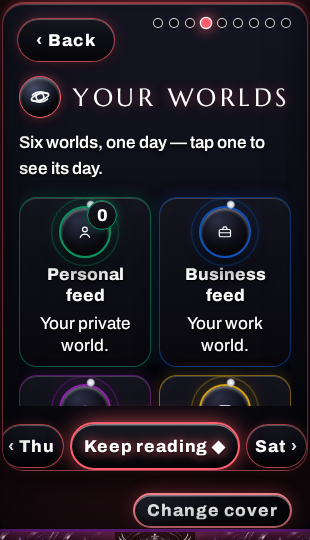 ‹ Back
YOUR WORLDS
Six worlds, one day — tap one to
see its day.
0
Personal
feed
Your private
world.
Business
feed
Your work
world.
‹ Thu
Keep reading ◆
Sat ›
Change cover